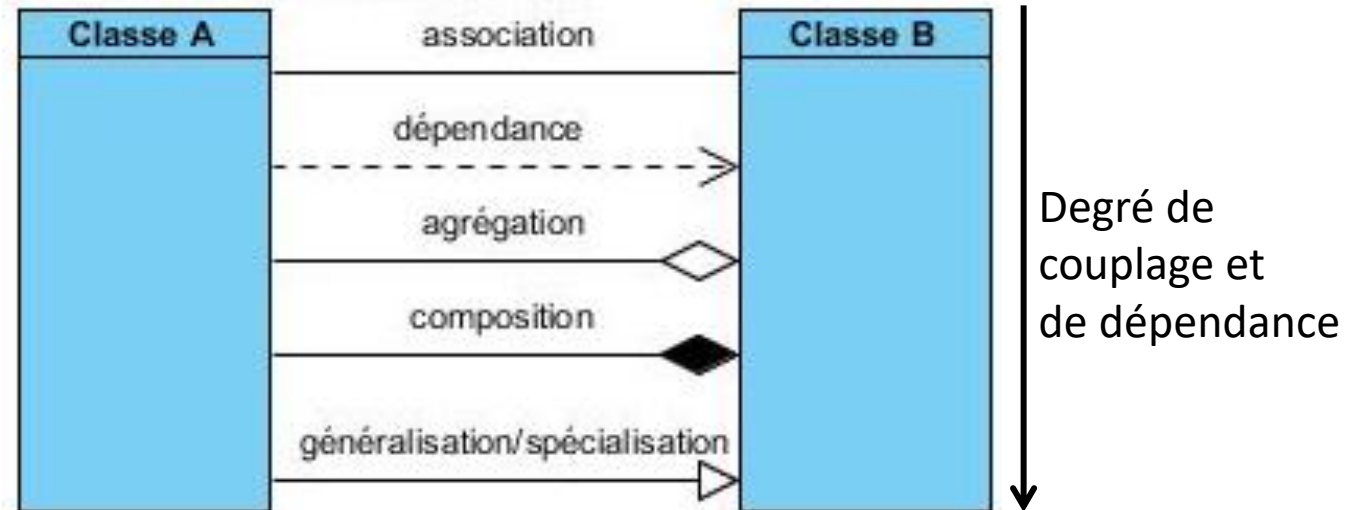 Classe A
association
Classe B
dépendance
agrégation
composition
généralisation/spécialisation
Degré de
couplage et
de dépendance